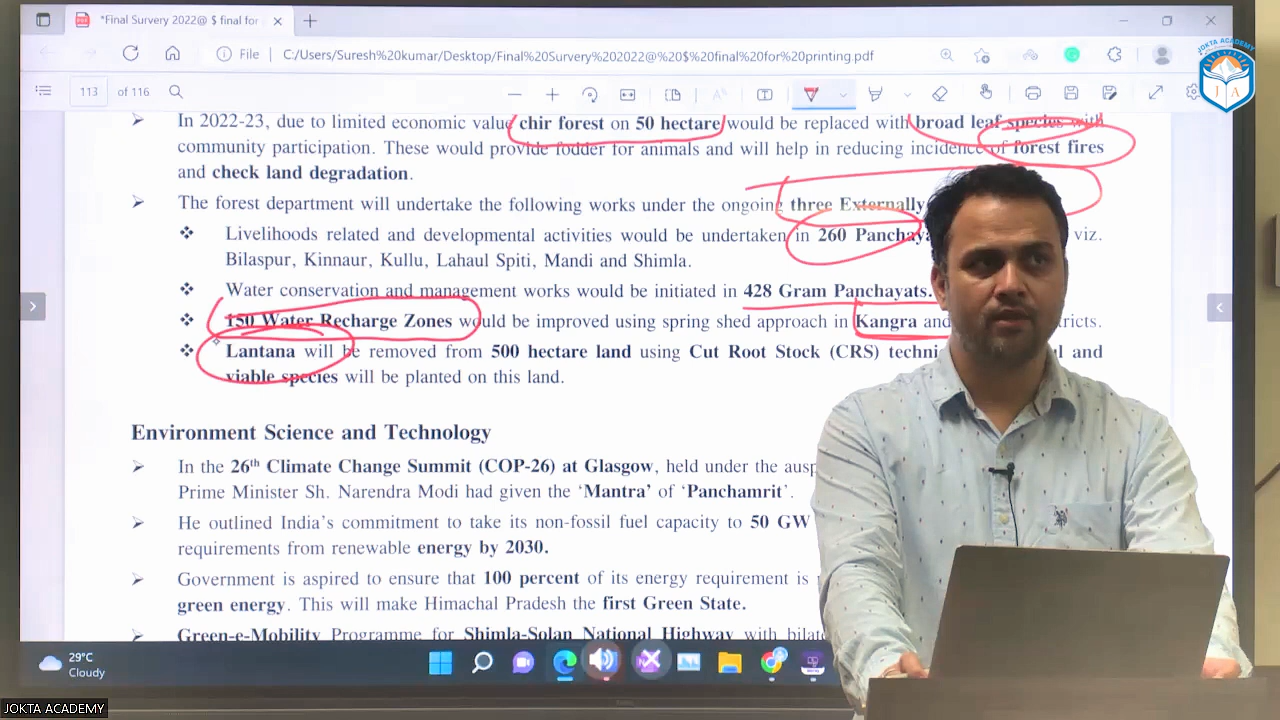 *Final Survery 2022@ $ final for
File
C:/Users/Suresh%20kumar/Desktop/Final%20Survery%202022@%20$%20final%20for%20printing.pdf
JOKTA ACADEMY
J A
113 of 116
In 2022-23, due to limited economic value chir forest on 50 hectare would be replaced with broad leaf species with
community participation. These would provide fodder for animals and will help in reducing incidence of forest fires
and check land degradation.
The forest department will undertake the following works under the ongoing three Externally
Livelihoods related and developmental activities would be undertaken in 260 Panchaya viz.
Bilaspur, Kinnaur, Kullu, Lahaul Spiti, Mandi and Shimla.
Water conservation and management works would be initiated in 428 Gram Panchayats.
150 Water Recharge Zones would be improved using spring shed approach in Kangra and tricts.
Lantana will be removed from 500 hectare land using Cut Root Stock (CRS) techni l and
viable species will be planted on this land.
Environment Science and Technology
In the 26th Climate Change Summit (COP-26) at Glasgow, held under the ausp
Prime Minister Sh. Narendra Modi had given the ‘Mantra’ of ‘Panchamrit’.
He outlined India’s commitment to take its non-fossil fuel capacity to 50 GW
requirements from renewable energy by 2030.
Government is aspired to ensure that 100 percent of its energy requirement is
green energy. This will make Himachal Pradesh the first Green State.
Green-e-Mobility Programme for Shimla-Solan National Highway with bilat
29°C
Cloudy
JOKTA ACADEMY